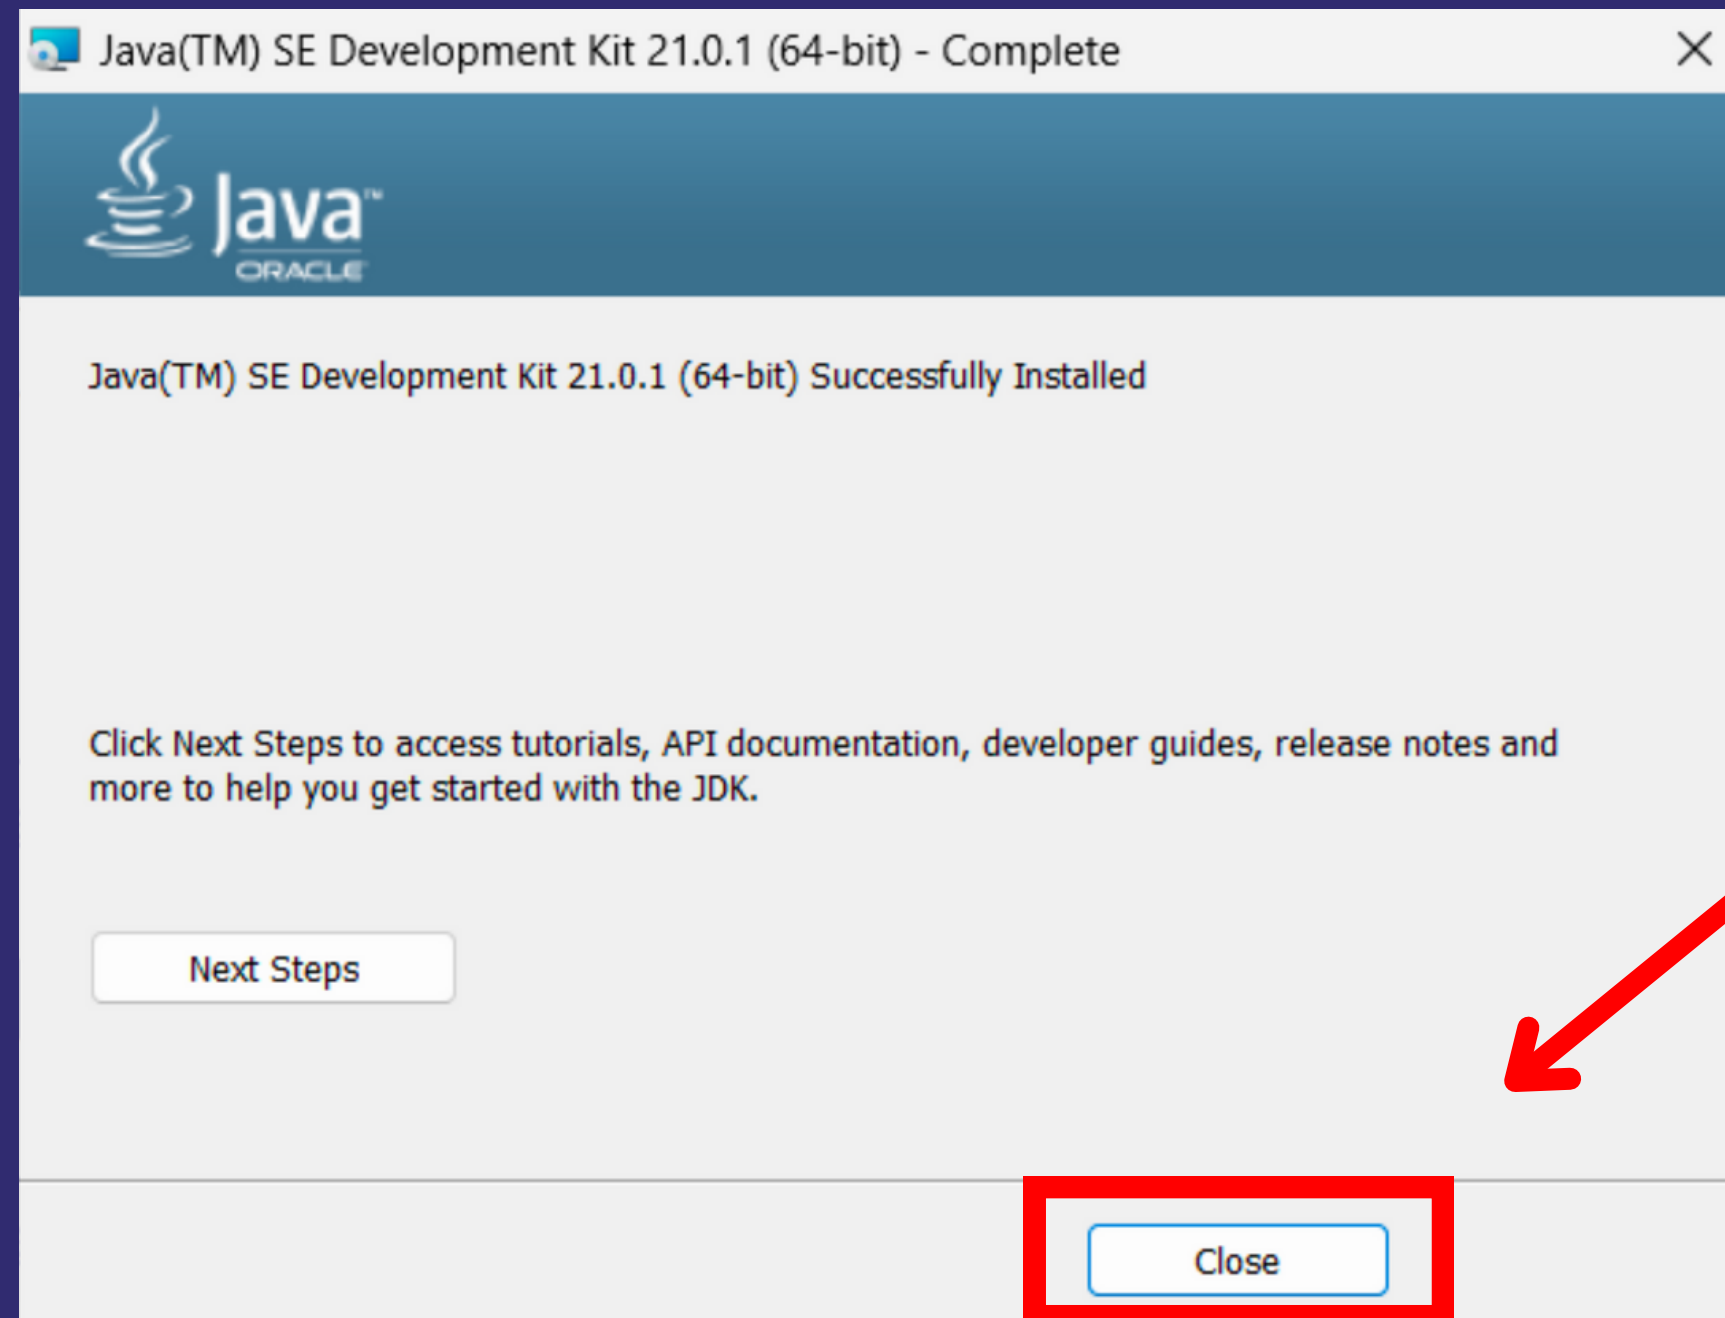 Java(TM) SE Development Kit 21.0.1 (64-bit) - Complete
Java™
ORACLE
Java(TM) SE Development Kit 21.0.1 (64-bit) Successfully Installed
Click Next Steps to access tutorials, API documentation, developer guides, release notes and
more to help you get started with the JDK.
Next Steps
Close